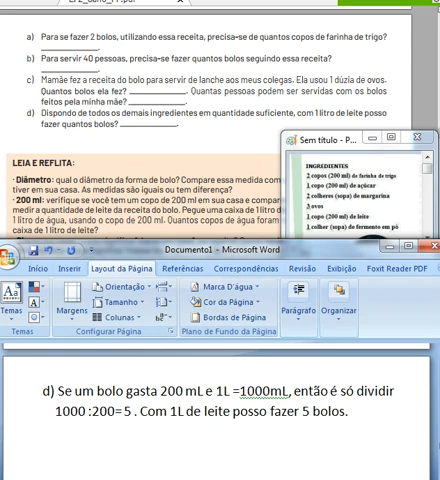 a) Para se fazer 2 bolos, utilizando essa receita, precisa-se de quantos copos de farinha de trigo?
____________.
b) Para servir 40 pessoas, precisa-se fazer quantos bolos seguindo essa receita?
____________.
c) Mamãe fez a receita do bolo para servir de lanche aos meus colegas. Ela usou 1 dúzia de ovos.
Quantos bolos ela fez? ____________. Quantas pessoas podem ser servidas com os bolos
feitos pela minha mãe? ____________.
d) Dispondo de todos os demais ingredientes em quantidade suficiente, com 1 litro de leite posso
fazer quantos bolos? ____________.
Sem título - P...
LEIA E REFLITA:
· Diâmetro: qual o diâmetro da forma de bolo? Compare essa medida com
tiver em sua casa. As medidas são iguais ou tem diferença?
· 200 ml: verifique se você tem um copo de 200 ml em sua casa e compar
medir a quantidade de leite da receita do bolo. Pegue uma caixa de 1 litro d
1 litro de água, usando o copo de 200 ml. Quantos copos de água foram
caixa de 1 litro de leite?
INGREDIENTES
2 copos (200 ml) de farinha de trigo
1 copo (200 ml) de açúcar
2 colheres (sopa) de margarina
3 ovos
1 copo (200 ml) de leite
1 colher (sopa) de fermento em pó
Documento1 - Microsoft Word
Início Inserir Layout da Página Referências Correspondências Revisão Exibição Foxit Reader PDF
Temas
Margens
Orientação
Tamanho
Colunas
Marca D'água
Cor da Página
Bordas de Página
Parágrafo
Organizar
Temas
Configurar Página
Plano de Fundo da Página
d) Se um bolo gasta 200 mL e 1L =1000mL, então é só dividir
1000 :200= 5 . Com 1L de leite posso fazer 5 bolos.